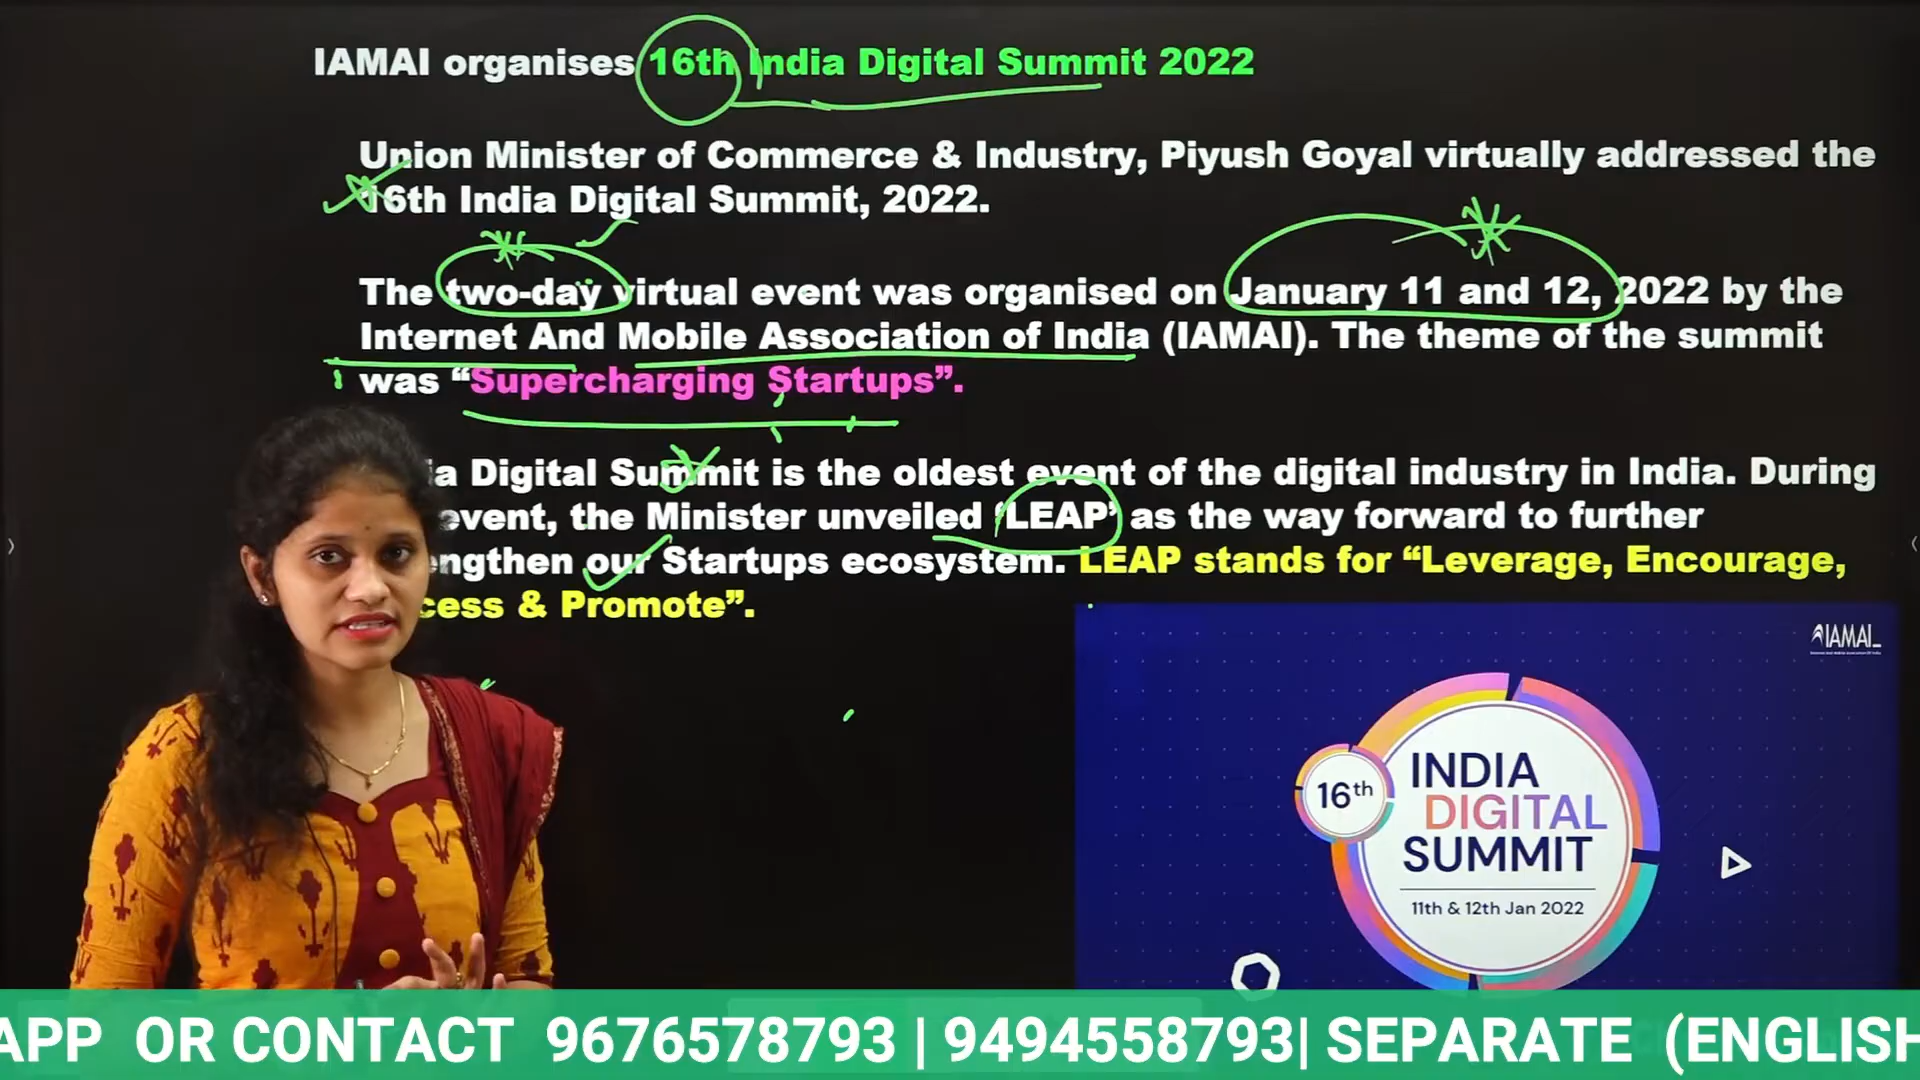 IAMAI organises 16th India Digital Summit 2022
Union Minister of Commerce & Industry, Piyush Goyal virtually addressed the
16th India Digital Summit, 2022.
The two-day virtual event was organised on January 11 and 12, 2022 by the
Internet And Mobile Association of India (IAMAI). The theme of the summit
was “Supercharging Startups”.
Digital Summit is the oldest event of the digital industry in India. During
event, the Minister unveiled ‘LEAP’ as the way forward to further
our Startups ecosystem. LEAP stands for “Leverage, Encourage,
& Promote”.
IAMAI
16th
INDIA
DIGITAL
SUMMIT
11th & 12th Jan 2022
APP OR CONTACT 9676578793 | 9494558793| SEPARATE (ENGLISH